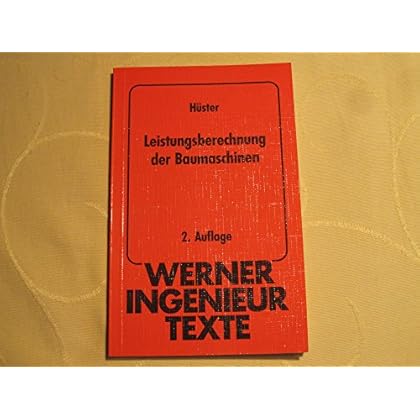 Hüster
Leistungsberechnung
der Baumaschinen
2. Auflage
WERNER
INGENIEUR
TEXTE